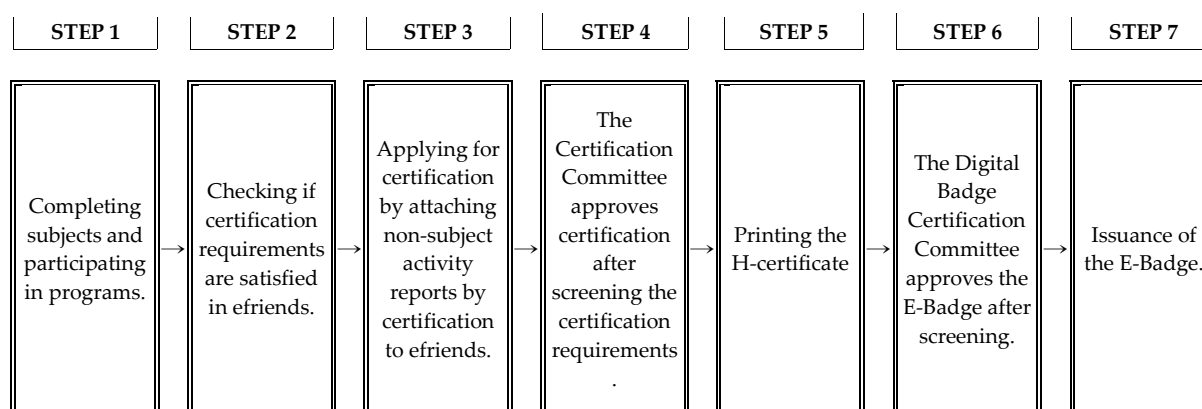 STEP 1
STEP 2
STEP 3
STEP 4
STEP 5
STEP 6
STEP 7
Completing
subjects and
participating
in programs.
→
Checking if
certification
requirements
are satisfied
in efriends.
→
Applying for
certification
by attaching
non-subject
activity
reports by
certification
to efriends.
→
The
Certification
Committee
approves
certification
after
screening the
certification
requirements
.
→
Printing the
H-certificate
→
The Digital
Badge
Certification
Committee
approves the
E-Badge after
screening.
→
Issuance of
the E-Badge.